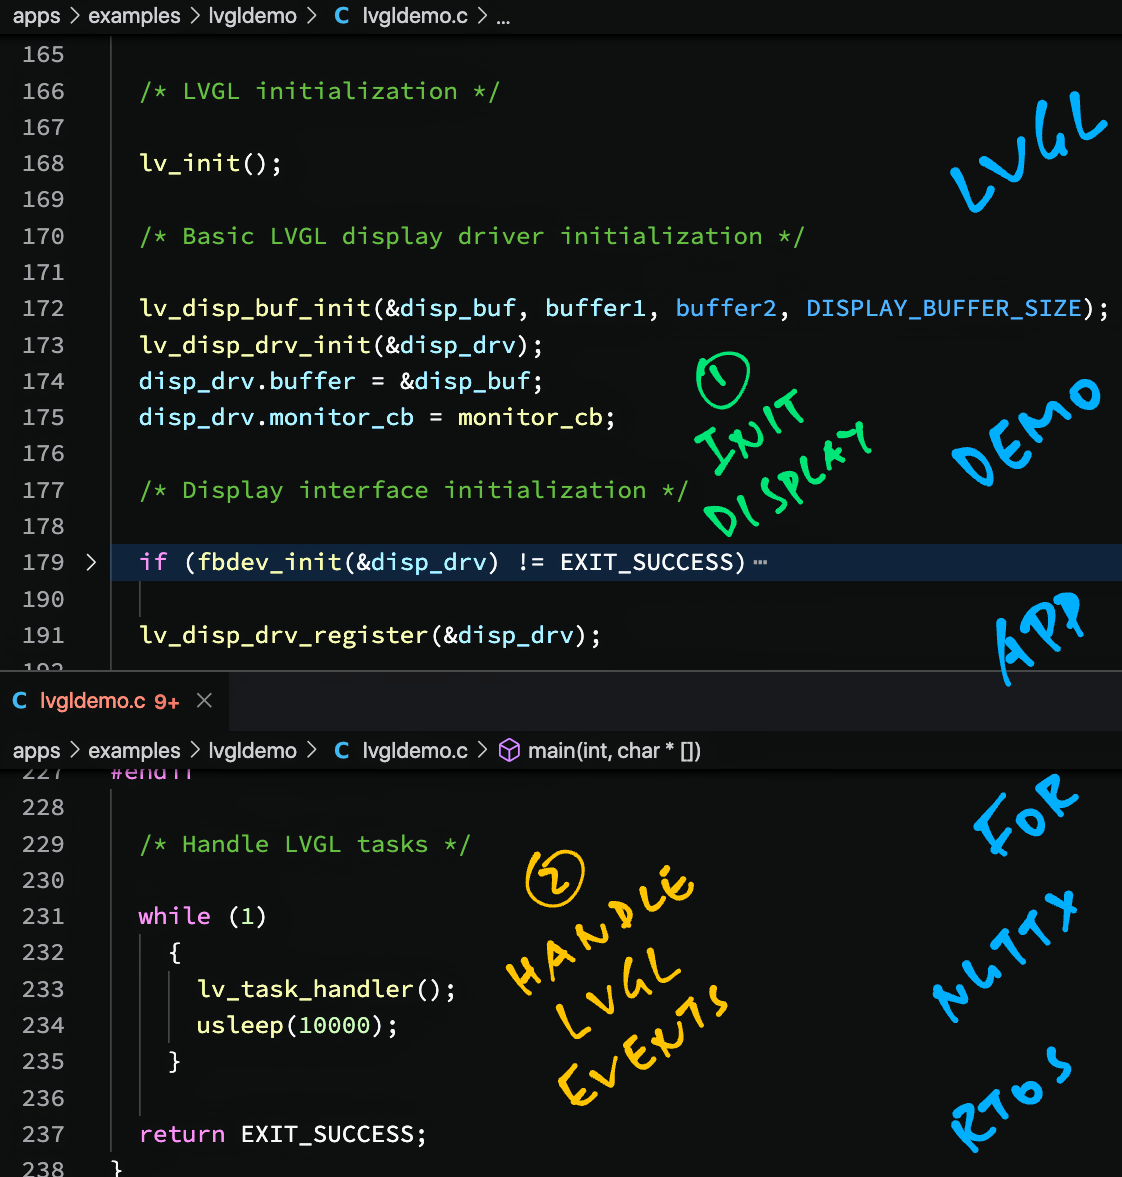 apps > examples > lvgldemo > C lvgldemo.c > ...
165
166 /* LVGL initialization */
167
168 lv_init();
169
170 /* Basic LVGL display driver initialization */
171
172 lv_disp_buf_init(&disp_buf, buffer1, buffer2, DISPLAY_BUFFER_SIZE);
173 lv_disp_drv_init(&disp_drv);
174 disp_drv.buffer = &disp_buf;
175 disp_drv.monitor_cb = monitor_cb;
176
177 /* Display interface initialization */
178
179 > if (fbdev_init(&disp_drv) != EXIT_SUCCESS) ⋯
190
191 lv_disp_drv_register(&disp_drv);
192
1
INIT
DISPLAY
C lvgldemo.c 9+ ×
apps > examples > lvgldemo > C lvgldemo.c > main(int, char * [])
227 #endif
228
229 /* Handle LVGL tasks */
230
231 while (1)
232 {
233 lv_task_handler();
234 usleep(10000);
235 }
236
237 return EXIT_SUCCESS;
238 }
2
HANDLE
LVGL
EVENTS
LVGL
DEMO
APP
FOR
NUTTX
RTOS